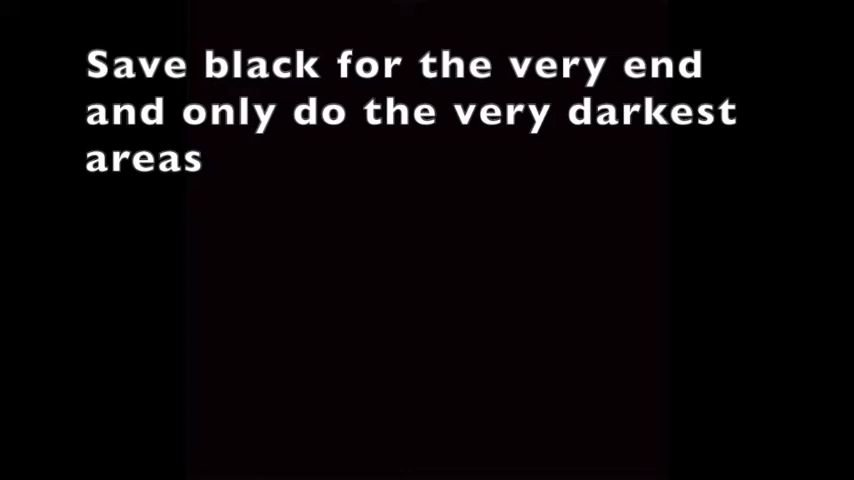 Save black for the very end
and only do the very darkest
areas